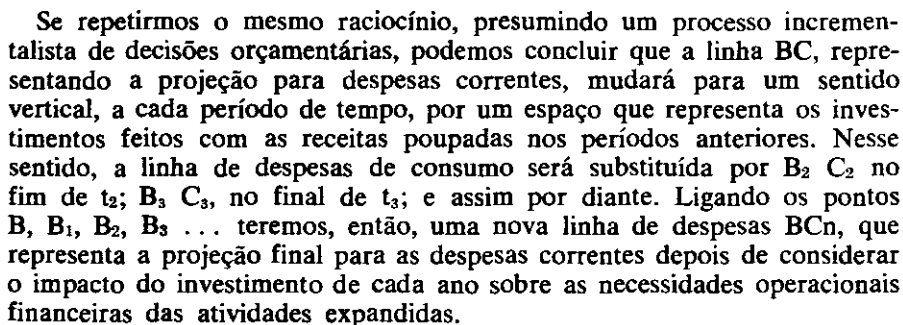 Se repetirmos o mesmo raciocínio, presumindo um processo incremen-
talista de decisões orçamentárias, podemos concluir que a linha BC, repre-
sentando a projeção para despesas correntes, mudará para um sentido
vertical, a cada período de tempo, por um espaço que representa os inves-
timentos feitos com as receitas poupadas nos períodos anteriores. Nesse
sentido, a linha de despesas de consumo será substituída por B₂ C₂ no
fim de t₂; B₃ C₃, no final de t₃; e assim por diante. Ligando os pontos
B, B₁, B₂, B₃ ... teremos, então, uma nova linha de despesas BCn, que
representa a projeção final para as despesas correntes depois de considerar
o impacto do investimento de cada ano sobre as necessidades operacionais
financeiras das atividades expandidas.